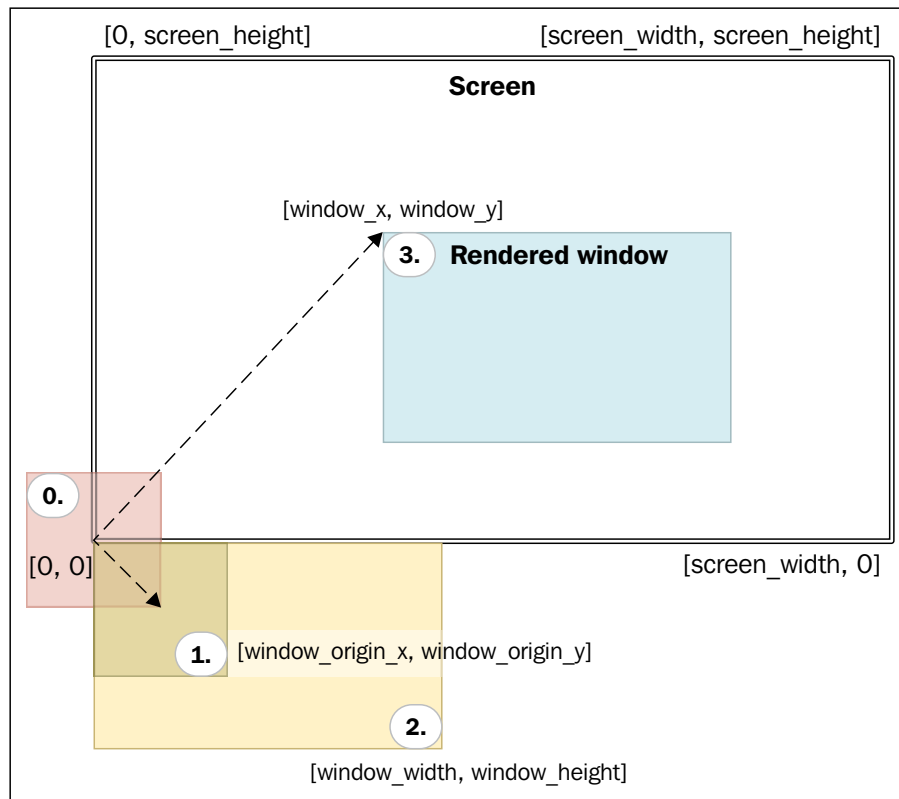 [0, screen_height]
[screen_width, screen_height]
Screen
[window_x, window_y]
3.
Rendered window
0.
[0, 0]
[screen_width, 0]
1.
[window_origin_x, window_origin_y]
2.
[window_width, window_height]